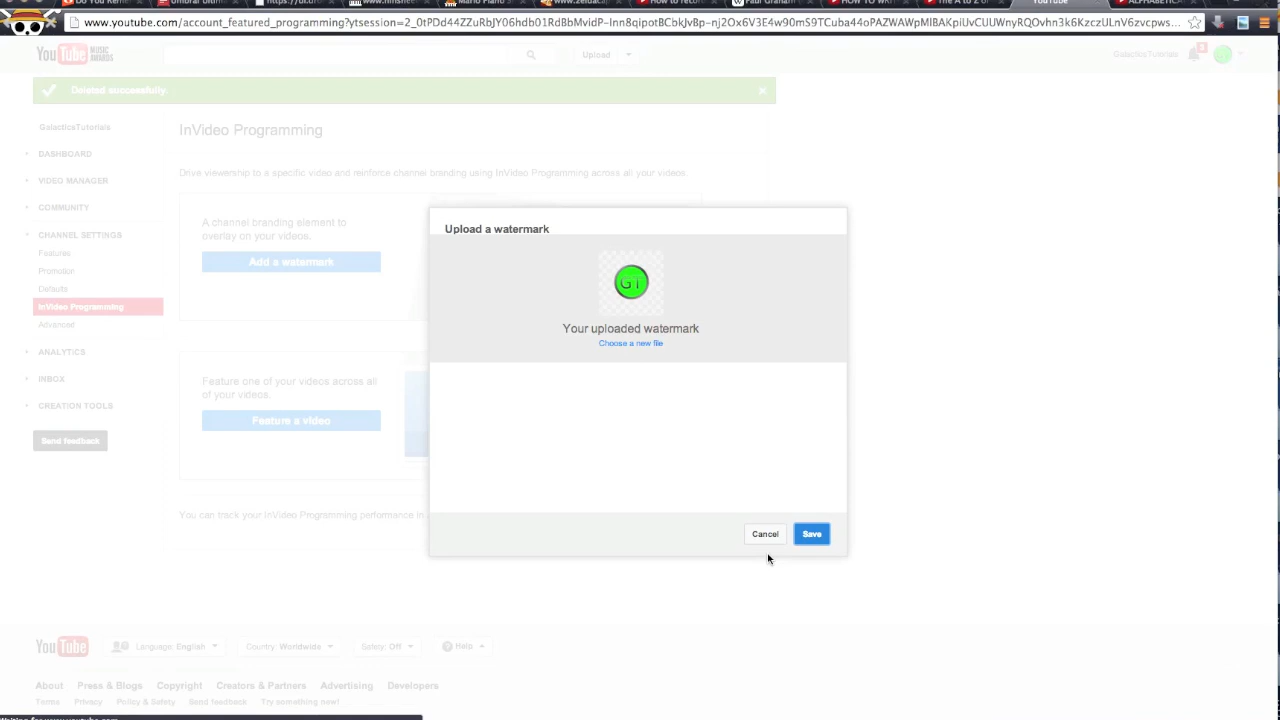 www.youtube.com/account_featured_programming?ytsession=
YouTube MUSIC AWARDS
Upload
GalacticsTutorials
Deleted successfully.
GalacticsTutorials
DASHBOARD
VIDEO MANAGER
COMMUNITY
CHANNEL SETTINGS
Features
Promotion
Defaults
InVideo Programming
Advanced
ANALYTICS
INBOX
CREATION TOOLS
Send feedback
InVideo Programming
Drive viewership to a specific video and reinforce channel branding using InVideo Programming across all your videos.
A channel branding element to
overlay on your videos.
Add a watermark
Feature one of your videos across all
of your videos.
Feature a video
You can track your InVideo Programming performance in
Upload a watermark
GT
Your uploaded watermark
Choose a new file
Cancel
Save
YouTube
Language: English
Country: Worldwide
Safety: Off
Help
About Press & Blogs Copyright Creators & Partners Advertising Developers
Terms Privacy Policy & Safety Send feedback Try something new!